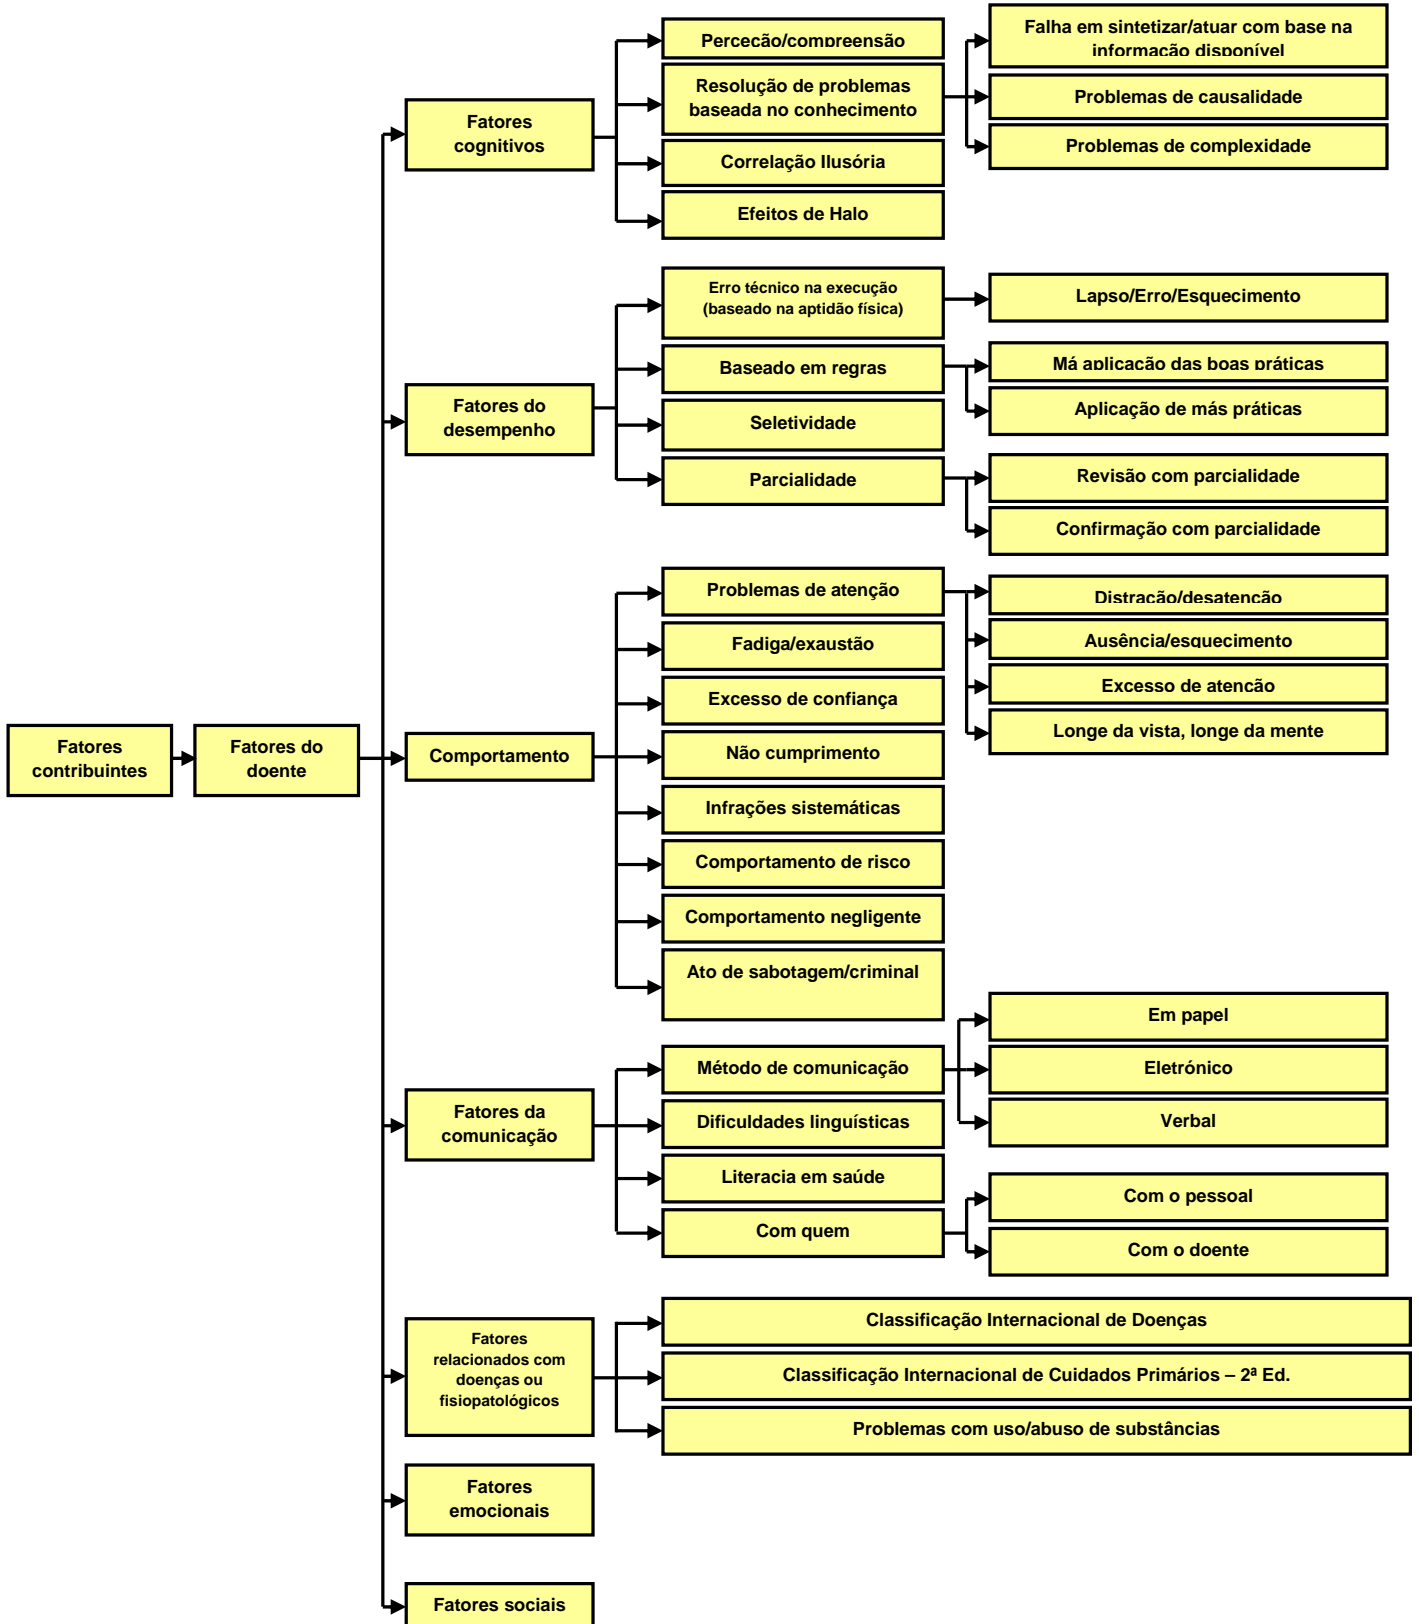 Fatores
contribuintes
Fatores do
doente
Fatores
cognitivos
Perceção/compreensão
Resolução de problemas
baseada no conhecimento
Falha em sintetizar/atuar com base na
informação disponível
Problemas de causalidade
Problemas de complexidade
Correlação Ilusória
Efeitos de Halo
Fatores do
desempenho
Erro técnico na execução
(baseado na aptidão física)
Lapso/Erro/Esquecimento
Baseado em regras
Má aplicação das boas práticas
Aplicação de más práticas
Seletividade
Parcialidade
Revisão com parcialidade
Confirmação com parcialidade
Comportamento
Problemas de atenção
Distração/desatenção
Ausência/esquecimento
Excesso de atenção
Longe da vista, longe da mente
Fadiga/exaustão
Excesso de confiança
Não cumprimento
Infrações sistemáticas
Comportamento de risco
Comportamento negligente
Ato de sabotagem/criminal
Fatores da
comunicação
Método de comunicação
Em papel
Eletrónico
Verbal
Dificuldades linguísticas
Literacia em saúde
Com quem
Com o pessoal
Com o doente
Fatores
relacionados com
doenças ou
fisiopatológicos
Classificação Internacional de Doenças
Classificação Internacional de Cuidados Primários – 2ª Ed.
Problemas com uso/abuso de substâncias
Fatores
emocionais
Fatores sociais